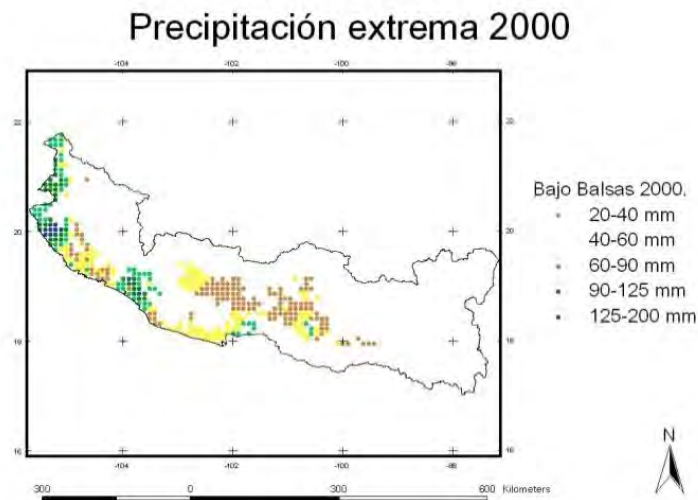 Precipitación extrema 2000
-104 -102 -100 -98
22 22
20 20
18 18
16 16
-104 -102 -100 -98
Bajo Balsas 2000.
20-40 mm
40-60 mm
60-90 mm
90-125 mm
125-200 mm
N
300 0 300 600 Kilometers